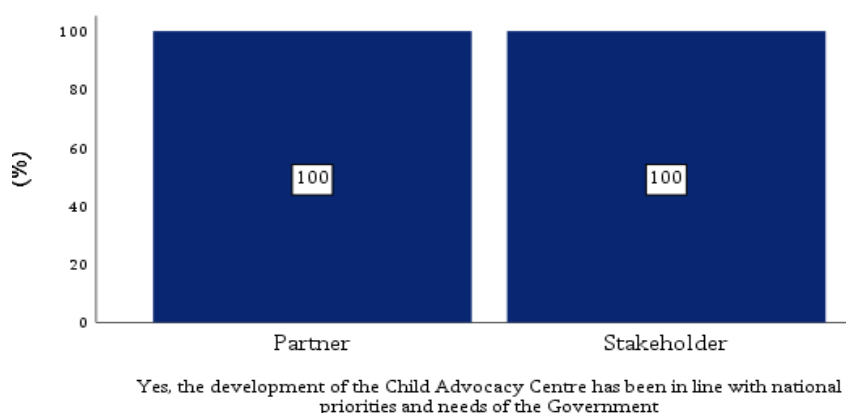 100
80
60
40
20
0
(%)
100
100
Partner
Stakeholder
Yes, the development of the Child Advocacy Centre has been in line with national
priorities and needs of the Government